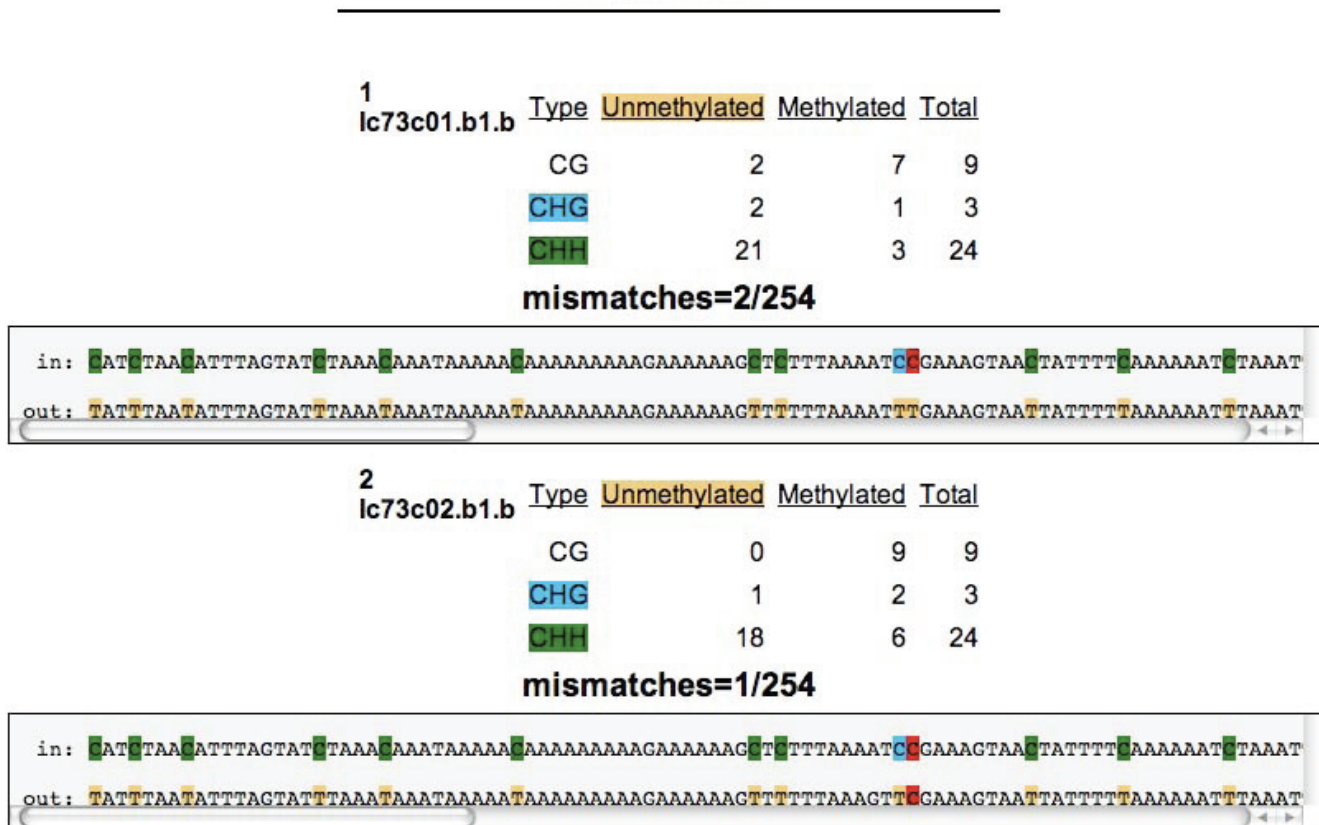 1
lc73c01.b1.b
Type Unmethylated Methylated Total
CG 2 7 9
CHG 2 1 3
CHH 21 3 24
mismatches=2/254
in: CATCTAACATTTAGTATCTAAACAAATAAAAACAAAAAAAAAGAAAAAAGCTCTTTAAAATCCGAAAGTAACTATTTTCAAAAAATCTAAAT
out: TATTTAATATTTAGTATTTAAATAAATAAAAATAAAAAAAAAGAAAAAAGTTTTTTAAAATTTGAAAGTAATTATTTTTAAAAAATTTAAAT
2
lc73c02.b1.b
Type Unmethylated Methylated Total
CG 0 9 9
CHG 1 2 3
CHH 18 6 24
mismatches=1/254
in: CATCTAACATTTAGTATCTAAACAAATAAAAACAAAAAAAAAGAAAAAAGCTCTTTAAAATCCGAAAGTAACTATTTTCAAAAAATCTAAAT
out: TATTTAATATTTAGTATTTAAATAAATAAAAATAAAAAAAAAGAAAAAAGTTTTTTAAAGTTCGAAAGTAATTATTTTTAAAAAATTTAAAT